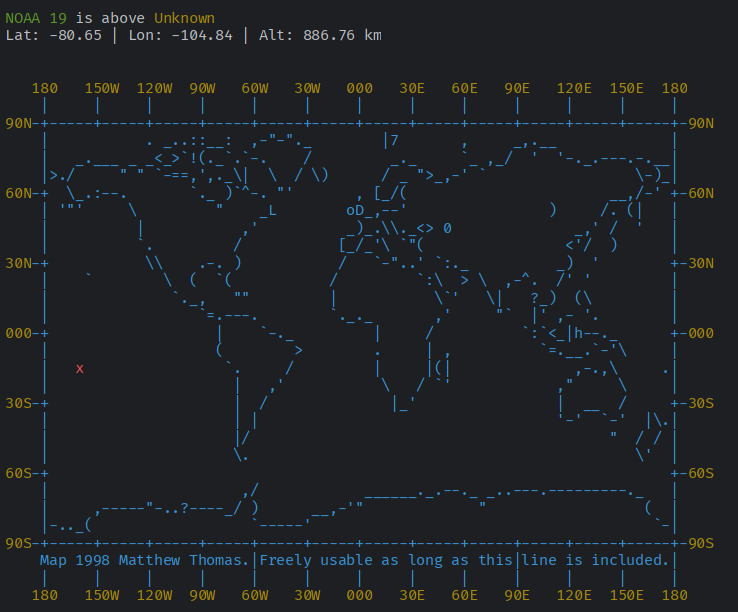 NOAA 19 is above Unknown
Lat: -80.65 | Lon: -104.84 | Alt: 886.76 km
180 150W 120W 90W 60W 30W 000 30E 60E 90E 120E 150E 180
90N 90N
60N 60N
30N 30N
000 000
x
30S 30S
60S 60S
90S 90S
Map 1998 Matthew Thomas.|Freely usable as long as this|line is included.|
180 150W 120W 90W 60W 30W 000 30E 60E 90E 120E 150E 180